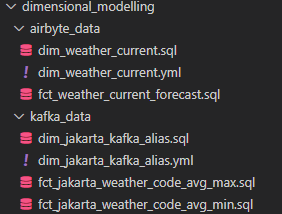 dimensional_modelling
airbyte_data
dim_weather_current.sql
! dim_weather_current.yml
fct_weather_current_forecast.sql
kafka_data
dim_jakarta_kafka_alias.sql
! dim_jakarta_kafka_alias.yml
fct_jakarta_weather_code_avg_max.sql
fct_jakarta_weather_code_avg_min.sql